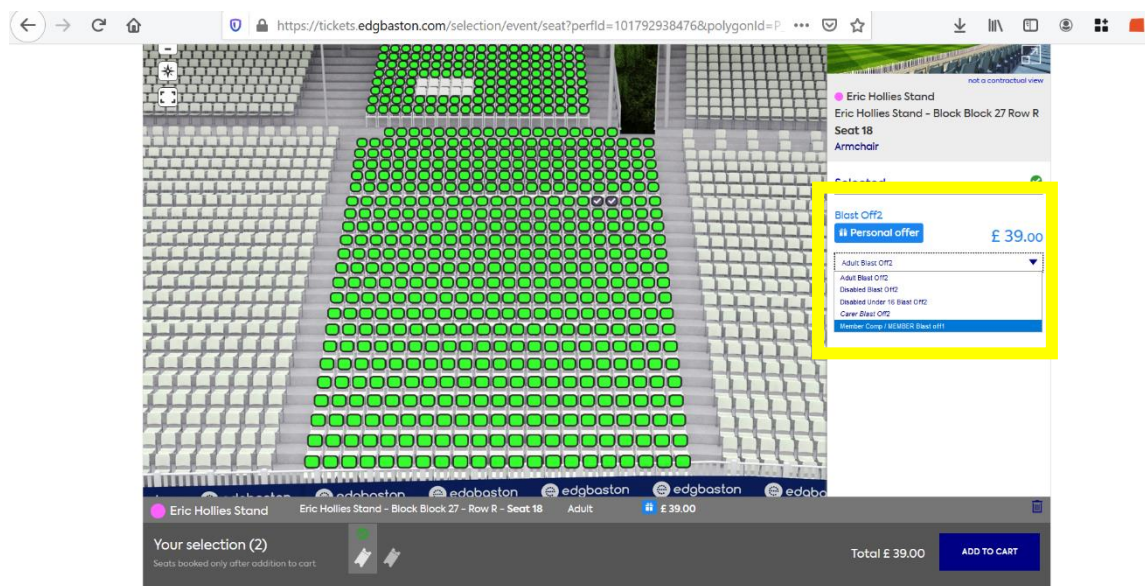 https://tickets.edgbaston.com/selection/event/seat?perfId=101792938476&polygonId=P
not a contractual view
Eric Hollies Stand
Eric Hollies Stand - Block Block 27 Row R
Seat 18
Armchair
Selected
Blast Off2
Personal offer
£ 39.00
Adult Blast Off2
Adult Blast Off2
Disabled Blast Off2
Disabled Under 16 Blast Off2
Carer Blast Off2
Member Comp / MEMBER Blast off1
edgbaston edgbaston edgbaston edgbaston
Eric Hollies Stand Eric Hollies Stand - Block Block 27 - Row R - Seat 18 Adult £ 39.00
Your selection (2)
Seats booked only after addition to cart
Total £ 39.00
ADD TO CART